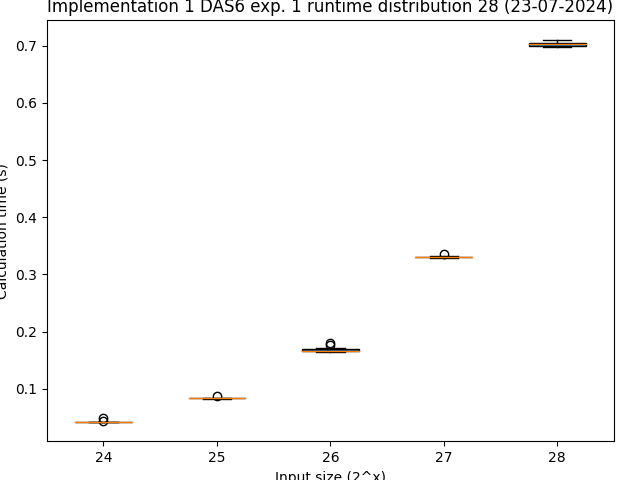 Implementation 1 DAS6 exp. 1 runtime distribution 28 (23-07-2024)
Calculation time (s)
0.7
0.6
0.5
0.4
0.3
0.2
0.1
24 25 26 27 28
Input size (2^x)